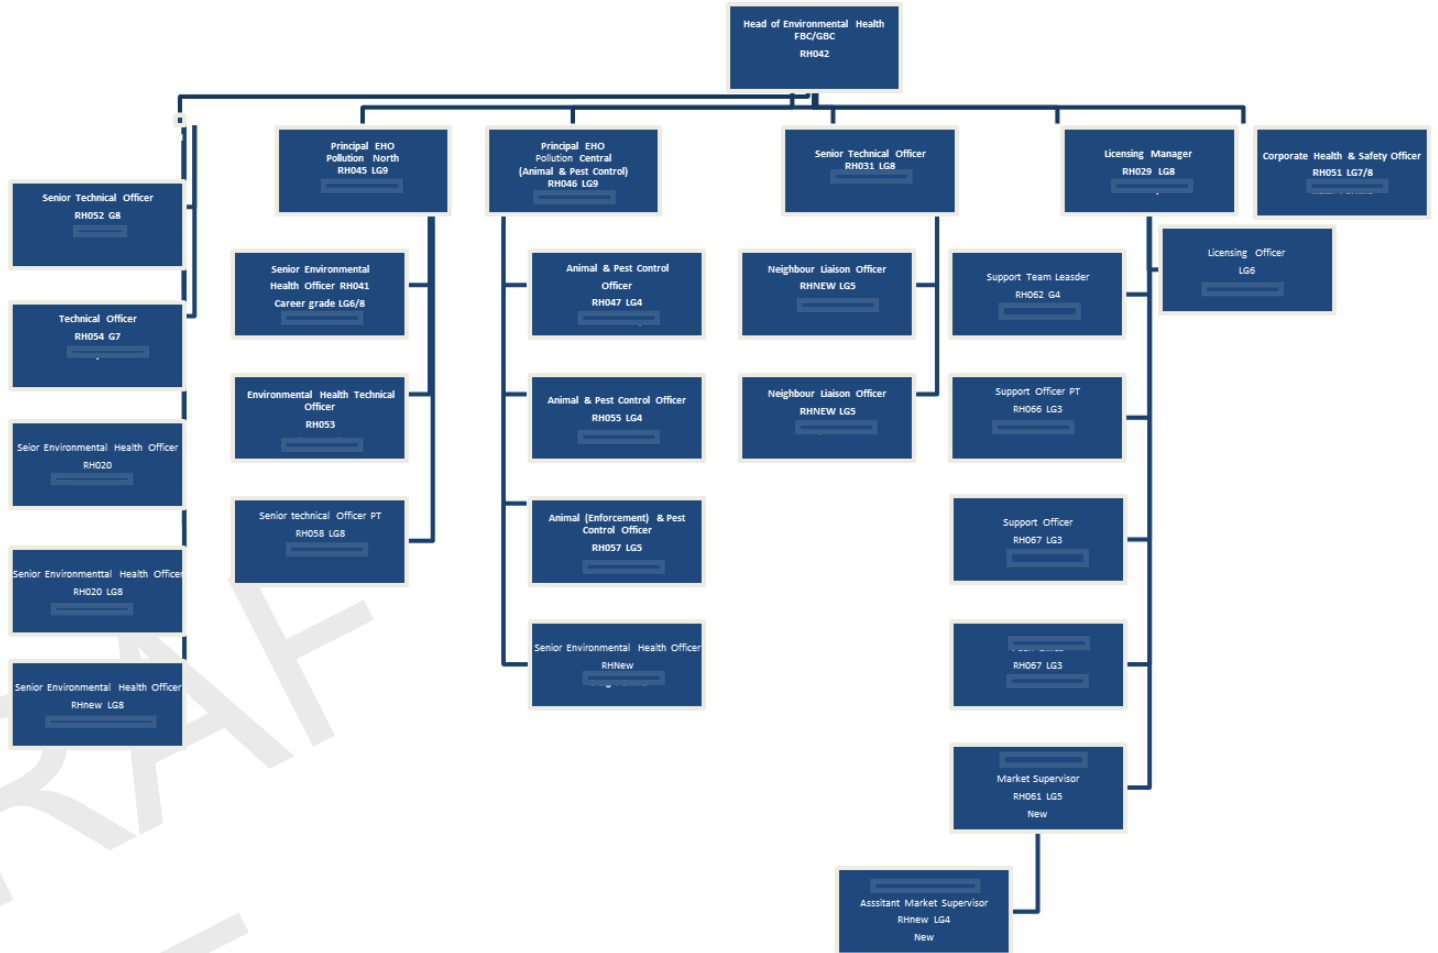 Head of Environmental Health
FBC/GBC
RH042
Principal EHO
Pollution North
RH045 LG9
Principal EHO
Pollution Central
(Animal & Pest Control)
RH046 LG9
Senior Technical Officer
RH031 LG8
Licensing Manager
RH029 LG8
Corporate Health & Safety Officer
RH051 LG7/8
Senior Technical Officer
RH052 G8
Technical Officer
RH054 G7
Seior Environmental Health Officer
RH020
Senior Environmenttal Health Officer
RH020 LG8
Senior Environmental Health Officer
RHnew LG8
Senior Environmental
Health Officer RH041
Career grade LG6/8
Environmental Health Technical
Officer
RH053
Senior technical Officer PT
RH058 LG8
Animal & Pest Control
Officer
RH047 LG4
Animal & Pest Control Officer
RH055 LG4
Animal (Enforcement) & Pest
Control Officer
RH057 LG5
Senior Environmental Health Officer
RHNew
Neighbour Liaison Officer
RHNEW LG5
Neighbour Liaison Officer
RHNEW LG5
Licensing Officer
LG6
Support Team Leasder
RH062 G4
Support Officer PT
RH066 LG3
Support Officer
RH067 LG3
RH067 LG3
Market Supervisor
RH061 LG5
New
Asssitant Market Supervisor
RHnew LG4
New